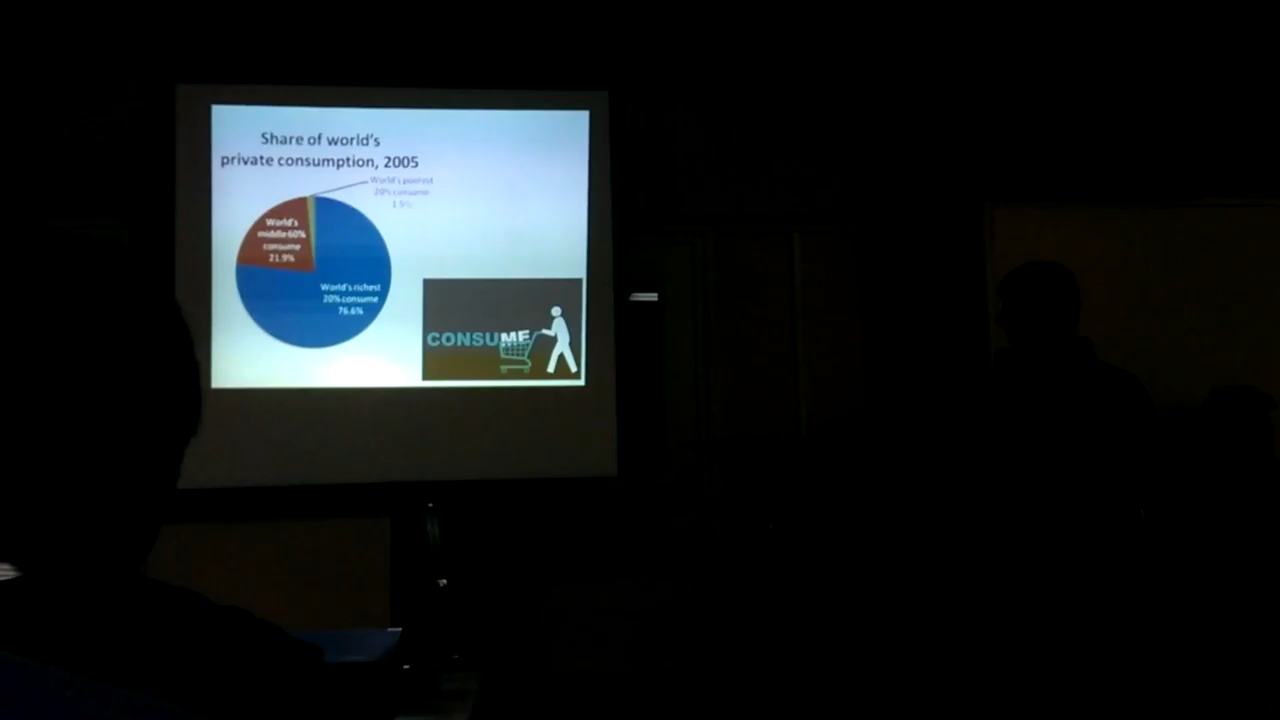 Share of world's
private consumption, 2005
World's poorest
20% consume
1.5%
World's
middle 60%
consume
21.9%
World's richest
20% consume
76.6%
CONSUME